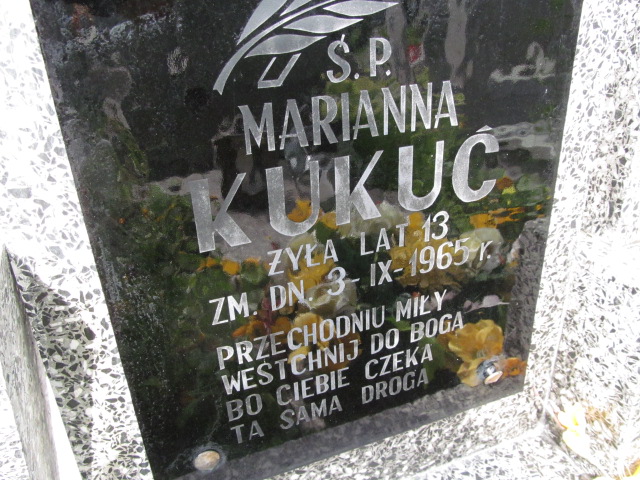 Ś.P.
MARIANNA
KUKUĆ
ŻYŁA LAT 13
ZM. DN. 3-IX-1965 r.
PRZECHODNIU MIŁY
WESTCHNIJ DO BOGA
BO CIEBIE CZEKA
TA SAMA DROGA